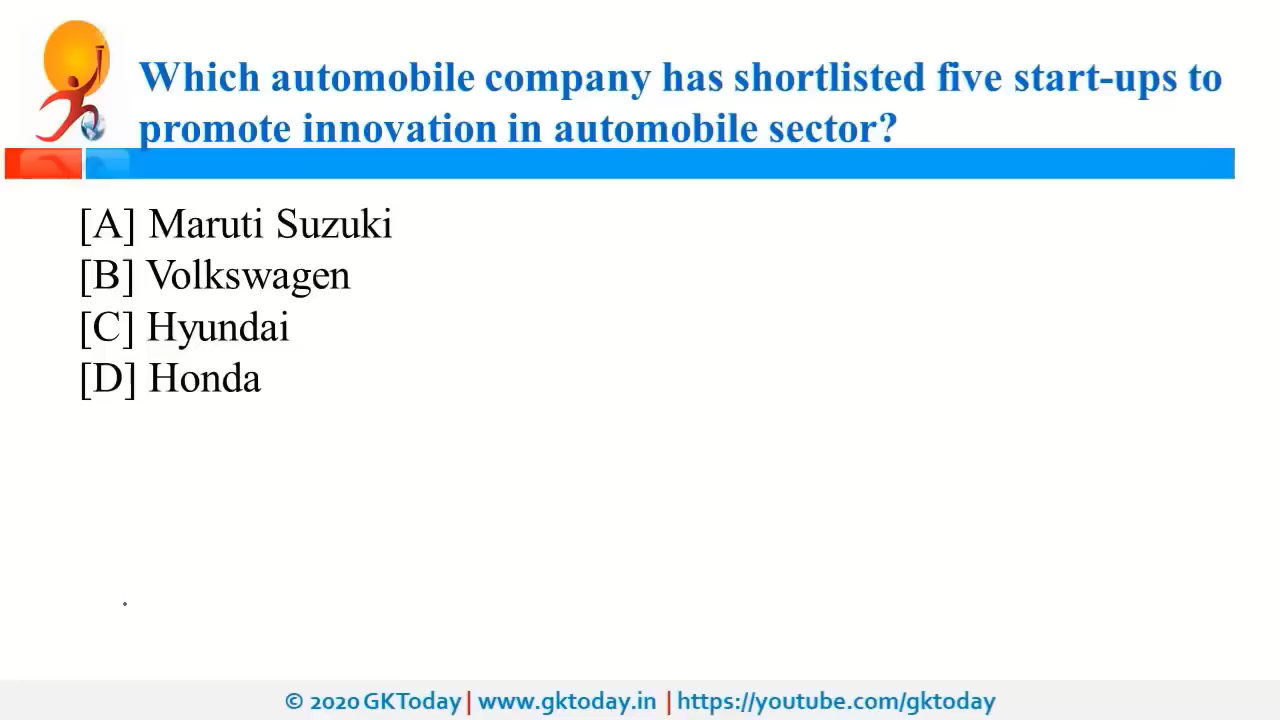 Which automobile company has shortlisted five start-ups to
promote innovation in automobile sector?
[A] Maruti Suzuki
[B] Volkswagen
[C] Hyundai
[D] Honda
© 2020 GKToday | www.gktoday.in | https://youtube.com/gktoday